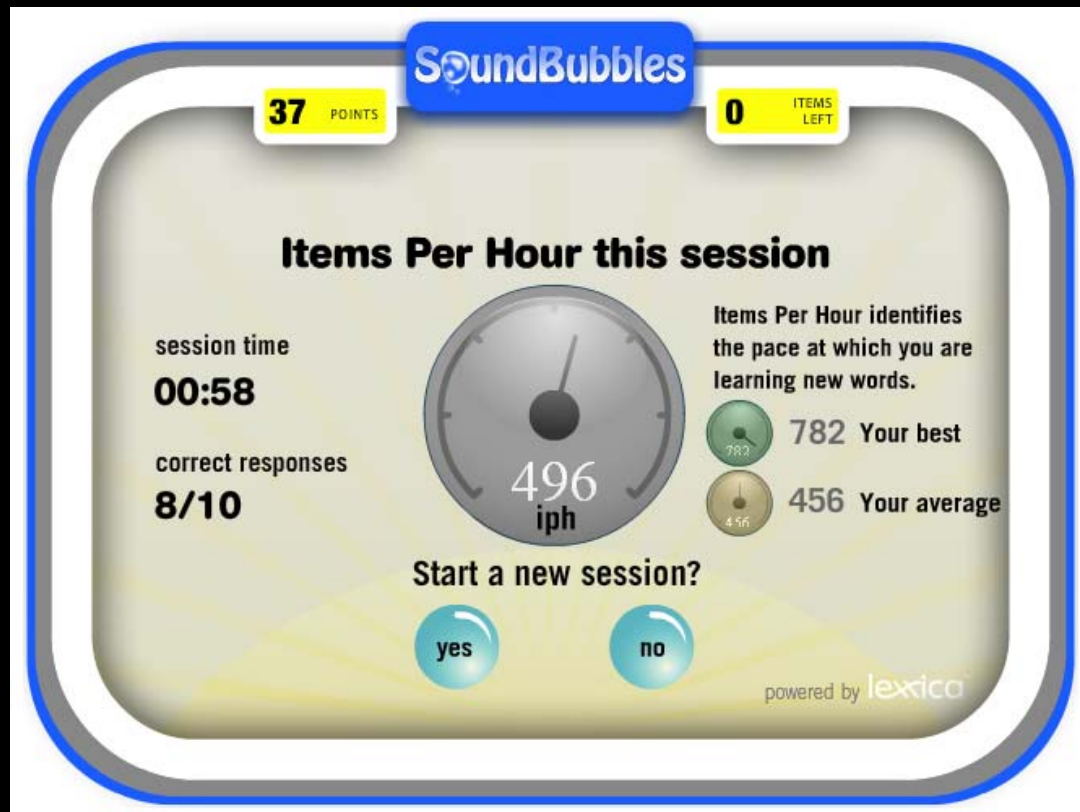 SoundBubbles
37 POINTS
0 ITEMS LEFT
Items Per Hour this session
session time
00:58
correct responses
8/10
496
iph
Items Per Hour identifies
the pace at which you are
learning new words.
782
782 Your best
456
456 Your average
Start a new session?
yes
no
powered by lexxica